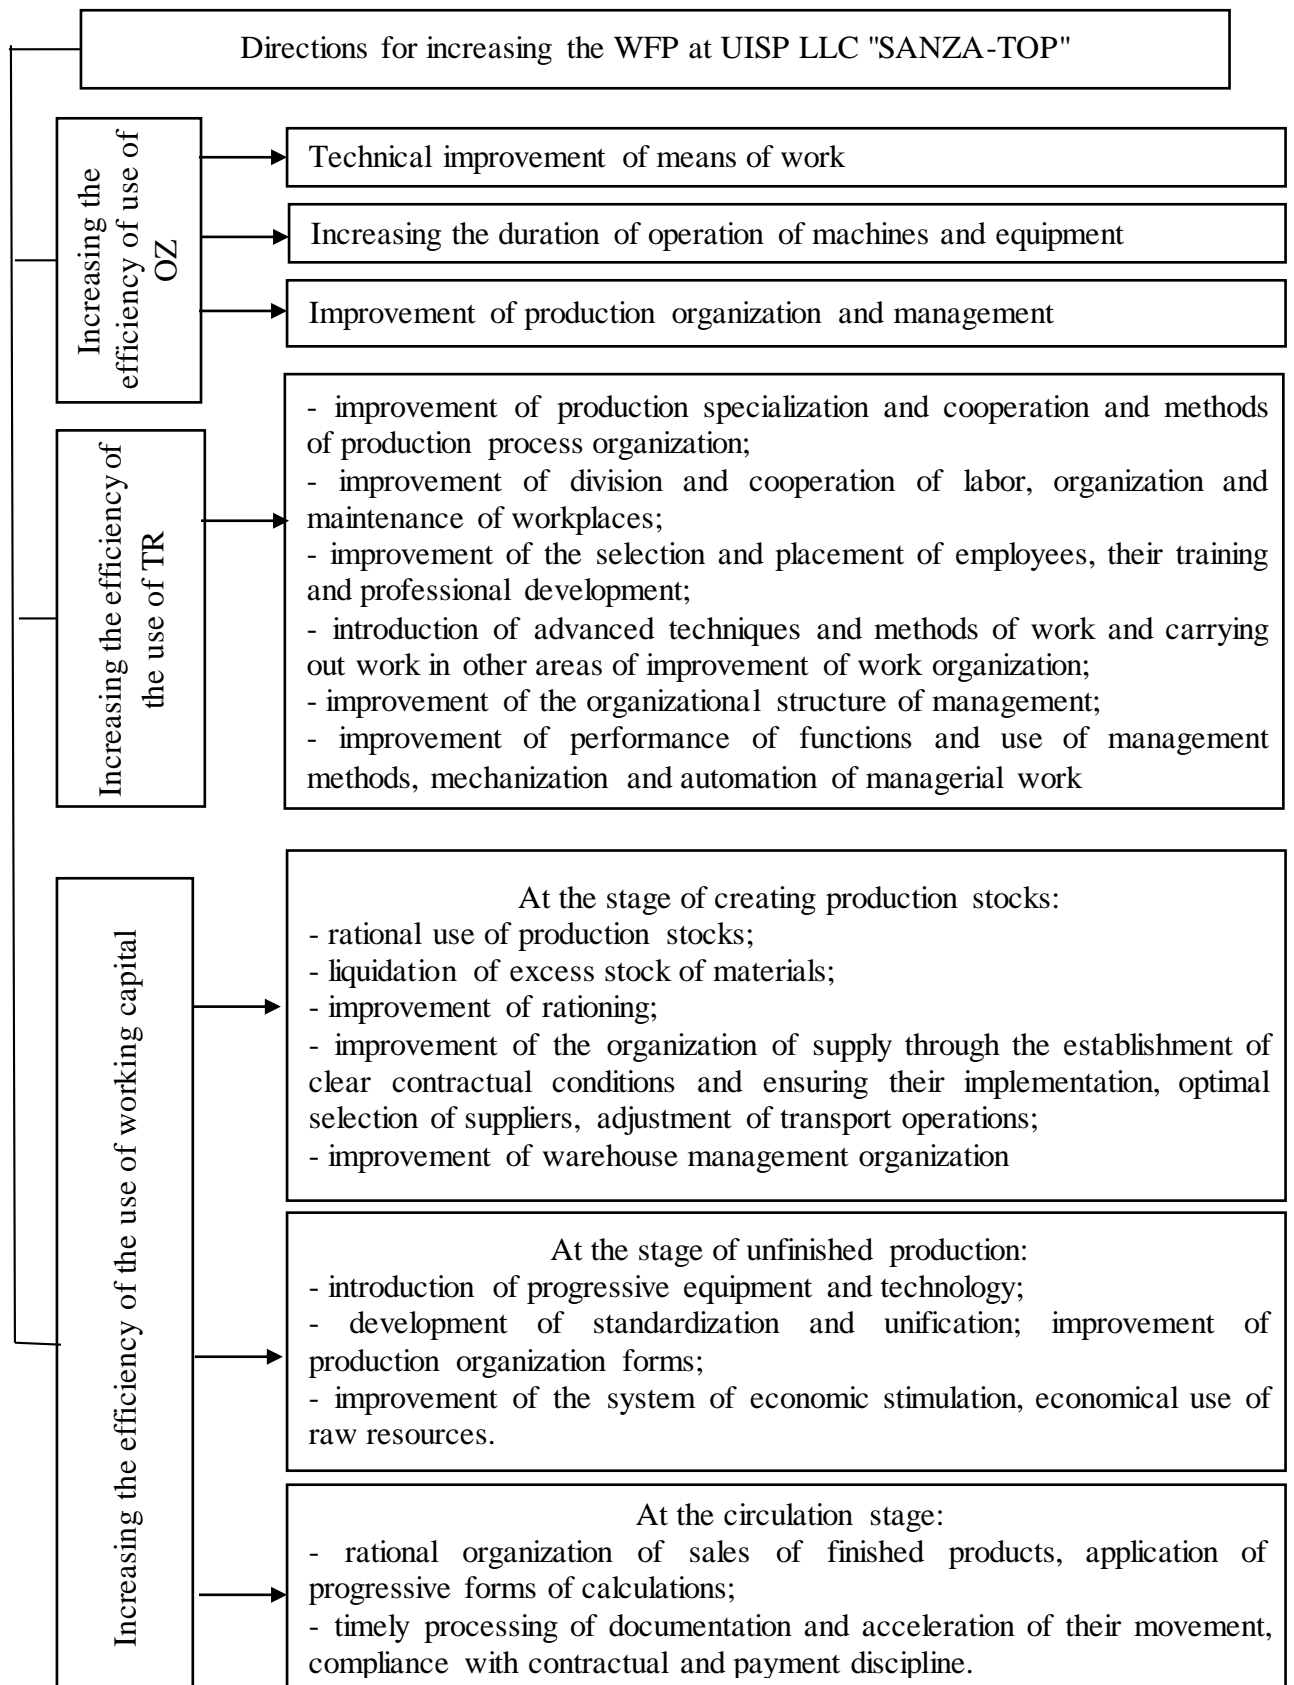 Directions for increasing the WFP at UISP LLC "SANZA-TOP"
Increasing the
efficiency of use of
OZ
Technical improvement of means of work
Increasing the duration of operation of machines and equipment
Improvement of production organization and management
Increasing the efficiency of
the use of TR
- improvement of production specialization and cooperation and methods
of production process organization;
- improvement of division and cooperation of labor, organization and
maintenance of workplaces;
- improvement of the selection and placement of employees, their training
and professional development;
- introduction of advanced techniques and methods of work and carrying
out work in other areas of improvement of work organization;
- improvement of the organizational structure of management;
- improvement of performance of functions and use of management
methods, mechanization and automation of managerial work
Increasing the efficiency of the use of working capital
At the stage of creating production stocks:
- rational use of production stocks;
- liquidation of excess stock of materials;
- improvement of rationing;
- improvement of the organization of supply through the establishment of
clear contractual conditions and ensuring their implementation, optimal
selection of suppliers, adjustment of transport operations;
- improvement of warehouse management organization
At the stage of unfinished production:
- introduction of progressive equipment and technology;
- development of standardization and unification; improvement of
production organization forms;
- improvement of the system of economic stimulation, economical use of
raw resources.
At the circulation stage:
- rational organization of sales of finished products, application of
progressive forms of calculations;
- timely processing of documentation and acceleration of their movement,
compliance with contractual and payment discipline.